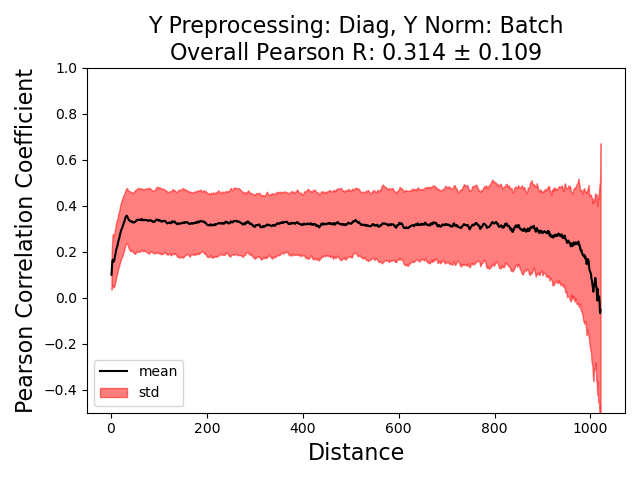 Y Preprocessing: Diag, Y Norm: Batch
Overall Pearson R: 0.314 ± 0.109
Pearson Correlation Coefficient
1.0
0.8
0.6
0.4
0.2
0.0
−0.2
−0.4
mean
std
0 200 400 600 800 1000
Distance